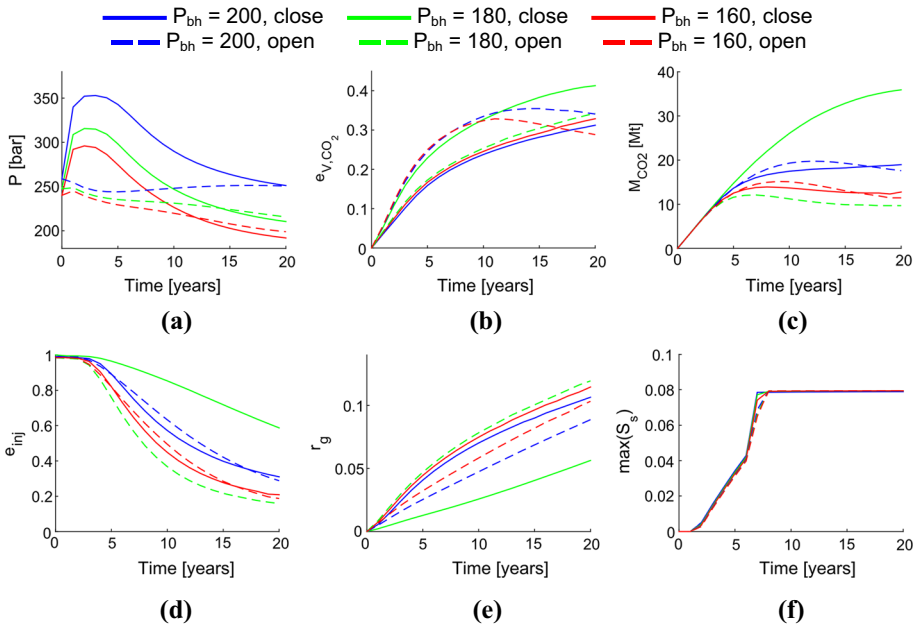 P_bh = 200, close P_bh = 180, close P_bh = 160, close
P_bh = 200, open P_bh = 180, open P_bh = 160, open
P [bar]
350
300
250
200
0 5 10 15 20
Time [years]
(a)
e_V,CO_2
0.4
0.3
0.2
0.1
0
0 5 10 15 20
Time [years]
(b)
M_CO2 [Mt]
40
30
20
10
0
0 5 10 15 20
Time [years]
(c)
e_inj
1
0.8
0.6
0.4
0.2
0
0 5 10 15 20
Time [years]
(d)
r_g
0.1
0.05
0
0 5 10 15 20
Time [years]
(e)
max(S_s)
0.1
0.08
0.06
0.04
0.02
0
0 5 10 15 20
Time [years]
(f)